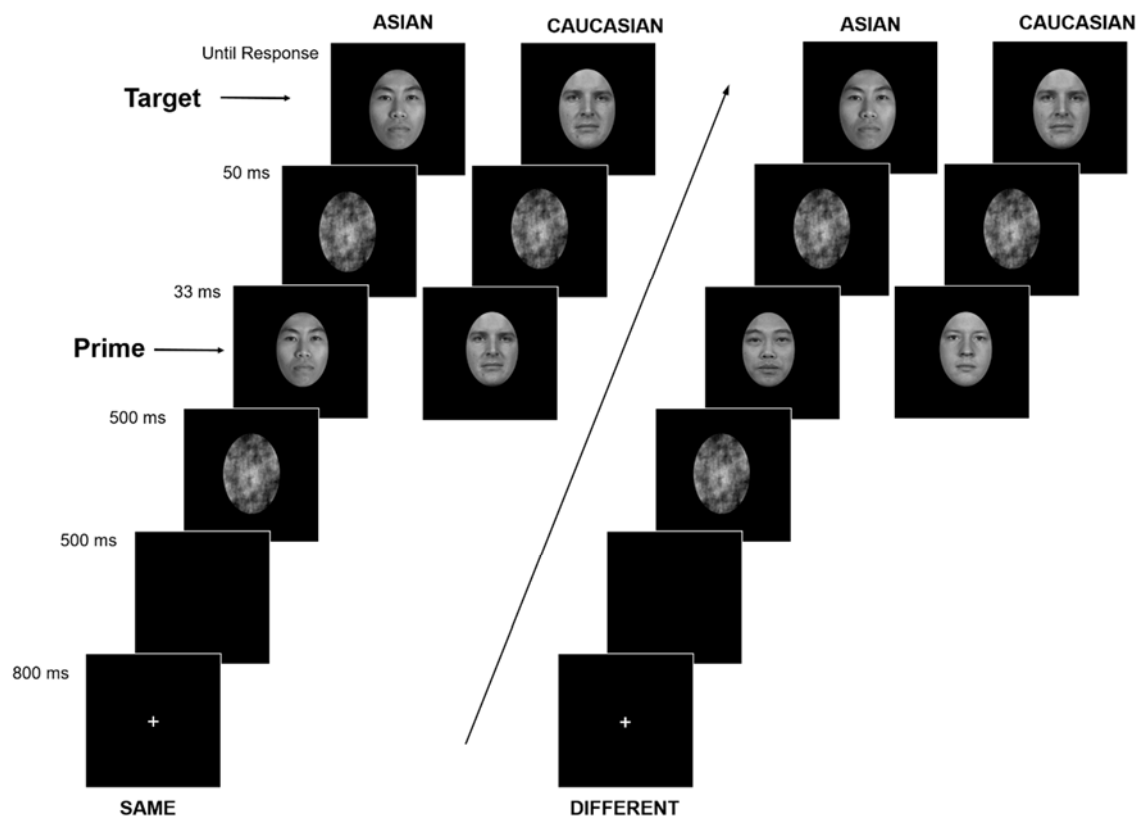 ASIAN
CAUCASIAN
ASIAN
CAUCASIAN
Until Response
Target
50 ms
33 ms
Prime
500 ms
500 ms
800 ms
+
+
SAME
DIFFERENT